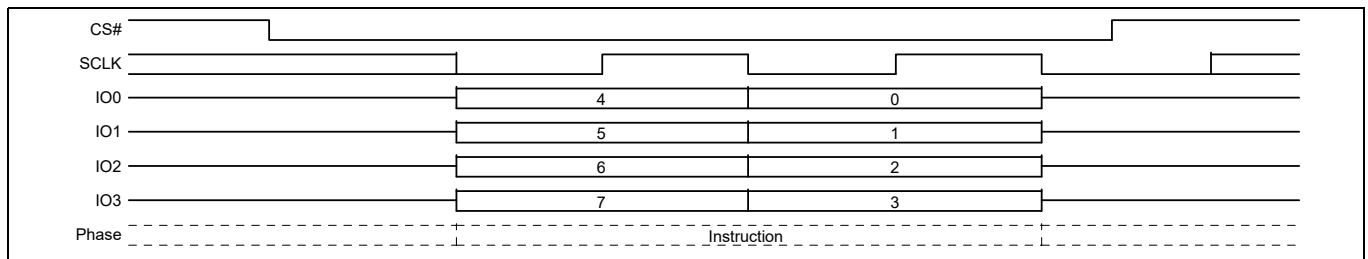 CS#
SCLK
IO0 4 0
IO1 5 1
IO2 6 2
IO3 7 3
Phase Instruction